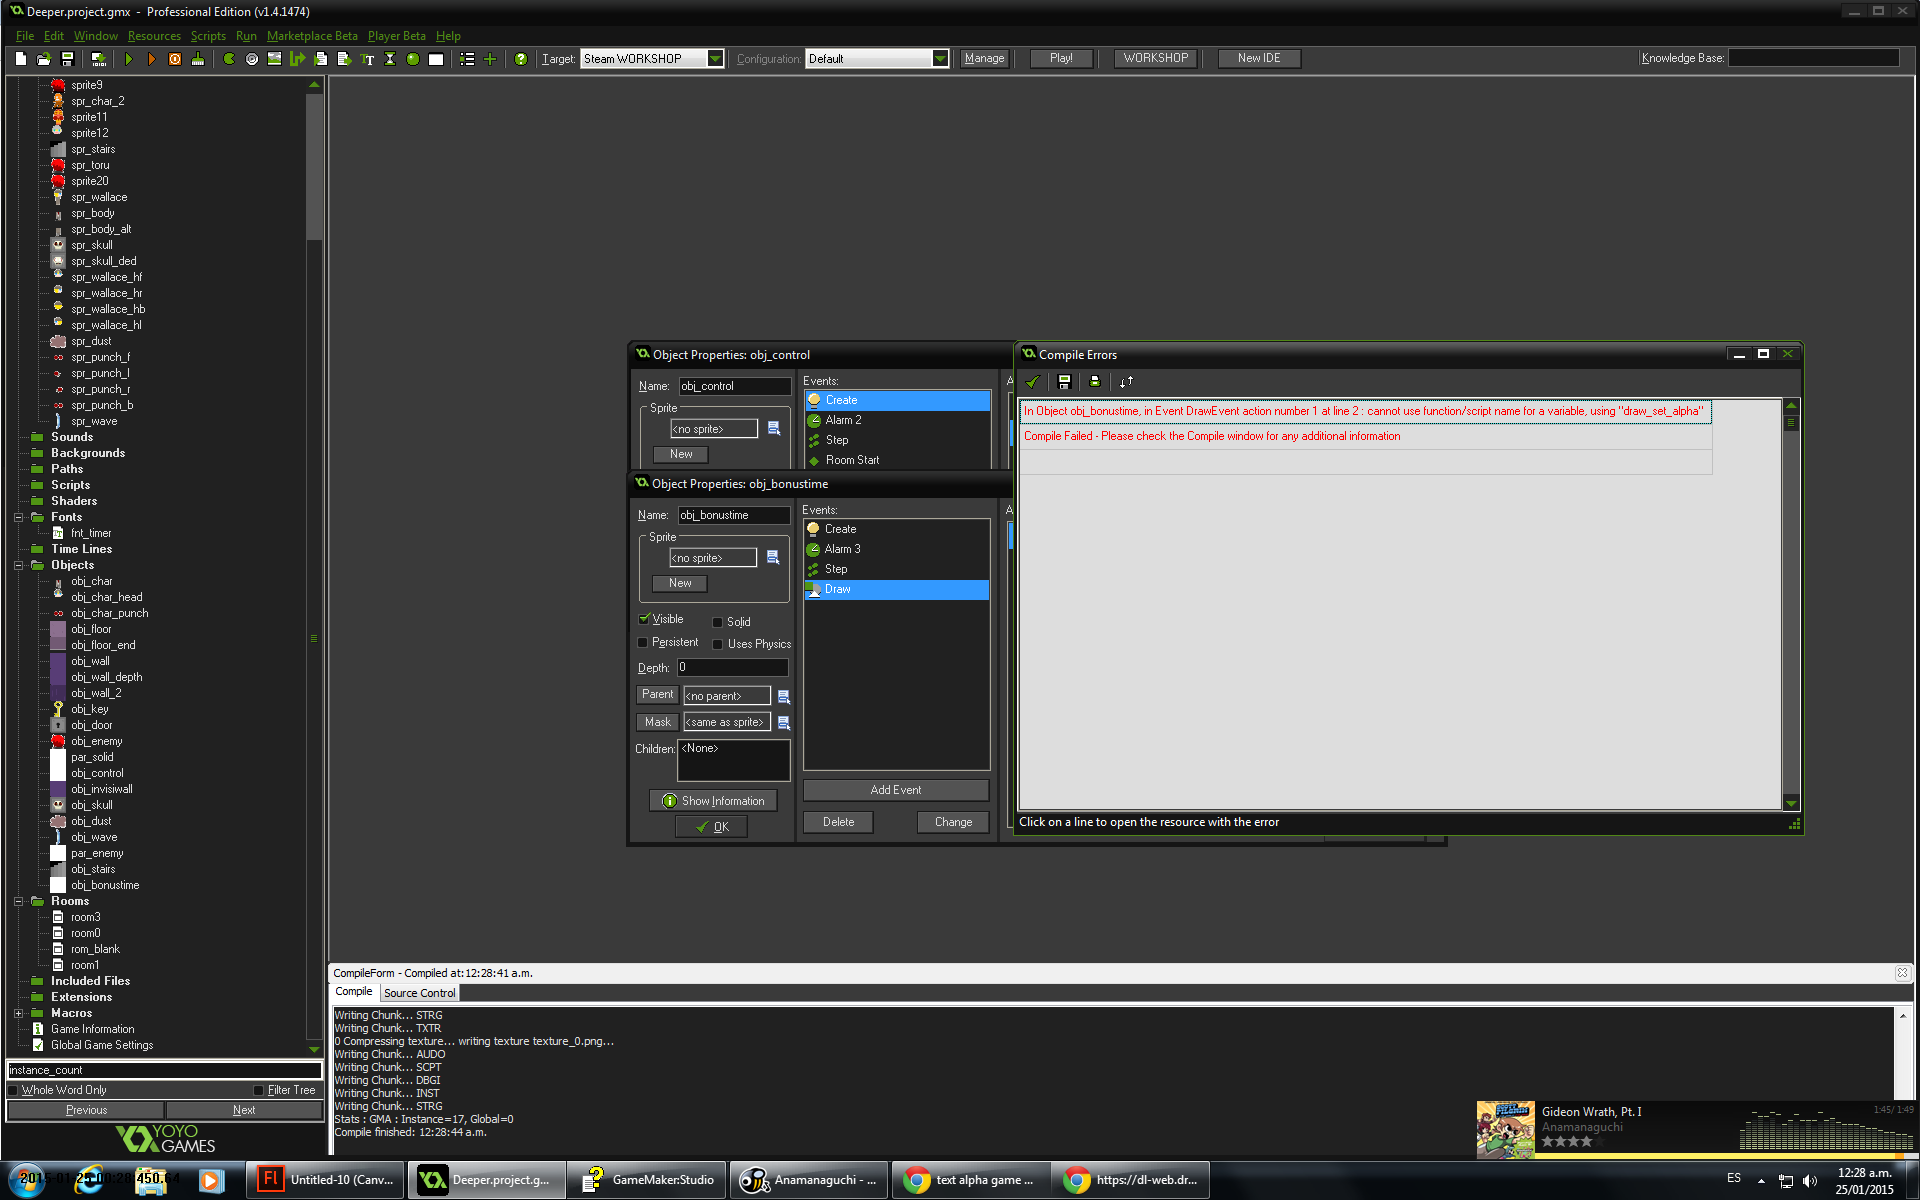 Deeper.project.gmx - Professional Edition (v1.4.1474)
File Edit Window Resources Scripts Run Marketplace Beta Player Beta Help
Target: Steam WORKSHOP Configuration: Default Manage Play! WORKSHOP New IDE Knowledge Base:
sprite9
spr_char_2
sprite11
sprite12
spr_stairs
spr_toru
sprite20
spr_wallace
spr_body
spr_body_alt
spr_skull
spr_skull_ded
spr_wallace_hf
spr_wallace_hr
spr_wallace_hb
spr_wallace_hl
spr_dust
spr_punch_f
spr_punch_l
spr_punch_r
spr_punch_b
spr_wave
Sounds
Backgrounds
Paths
Scripts
Shaders
Fonts
fnt_timer
Time Lines
Objects
obj_char
obj_char_head
obj_char_punch
obj_floor
obj_floor_end
obj_wall
obj_wall_depth
obj_wall_2
obj_key
obj_door
obj_enemy
par_solid
obj_control
obj_invisiwall
obj_skull
obj_dust
obj_wave
par_enemy
obj_stairs
obj_bonustime
Rooms
room3
room0
rom_blank
room1
Included Files
Extensions
Macros
Game Information
Global Game Settings
instance_count
Whole Word Only Filter Tree
Previous Next
YOYO
GAMES
Object Properties: obj_control
Name: obj_control
Sprite
<no sprite>
New
Events:
Create
Alarm 2
Step
Room Start
A
Object Properties: obj_bonustime
Name: obj_bonustime
Sprite
<no sprite>
New
Visible Solid
Persistent Uses Physics
Depth: 0
Parent <no parent>
Mask <same as sprite>
Children: <None>
Show Information
OK
Events:
Create
Alarm 3
Step
Draw
Add Event
Delete Change
A
Compile Errors
In Object obj_bonustime, in Event DrawEvent action number 1 at line 2 : cannot use function/script name for a variable, using "draw_set_alpha"
Compile Failed - Please check the Compile window for any additional information
Click on a line to open the resource with the error
CompileForm - Compiled at:12:28:41 a.m.
Compile Source Control
Writing Chunk... STRG
Writing Chunk... TXTR
0 Compressing texture... writing texture texture_0.png...
Writing Chunk... AUDO
Writing Chunk... SCPT
Writing Chunk... DBGI
Writing Chunk... INST
Writing Chunk... STRG
Stats : GMA : Instance=17, Global=0
Compile finished: 12:28:44 a.m.
Gideon Wrath, Pt. I
Anamanaguchi
1:45/ 1:49
2015-01-25 00:28 450.64
Untitled-10 (Canv...
Deeper.project.g...
GameMaker:Studio
Anamanaguchi - ...
text alpha game ...
https://dl-web.dr...
ES
12:28 a.m.
25/01/2015